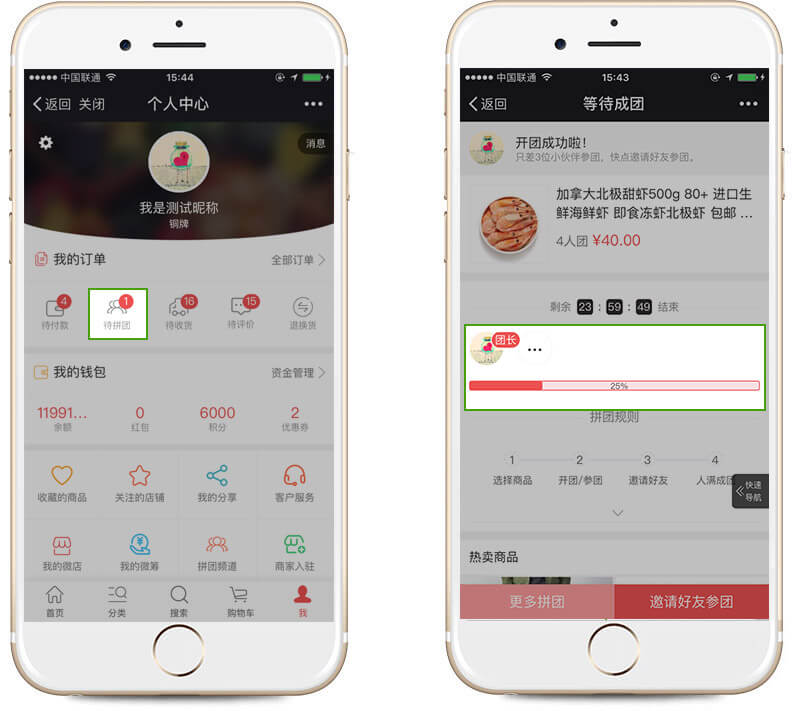 中国联通 15:44
返回 关闭 个人中心
消息
我是测试昵称
铜牌
我的订单 全部订单
4 1 16 15
待付款 待拼团 待收货 待评价 退换货
我的钱包 资金管理
11991... 0 6000 2
余额 红包 积分 优惠券
收藏的商品 关注的店铺 我的分享 客户服务
我的微店 我的微筹 拼团频道 商家入驻
首页 分类 搜索 购物车 我
中国联通 15:43
返回 等待成团
开团成功啦！
只差3位小伙伴参团，快点邀请好友参团。
加拿大北极甜虾500g 80+ 进口生
鲜海鲜虾 即食冻虾北极虾 包邮 ...
4人团 ¥40.00
剩余 23 : 59 : 49 结束
团长
25%
拼团规则
1 2 3 4
选择商品 开团/参团 邀请好友 人满成团
快速
导航
热卖商品
更多拼团 邀请好友参团